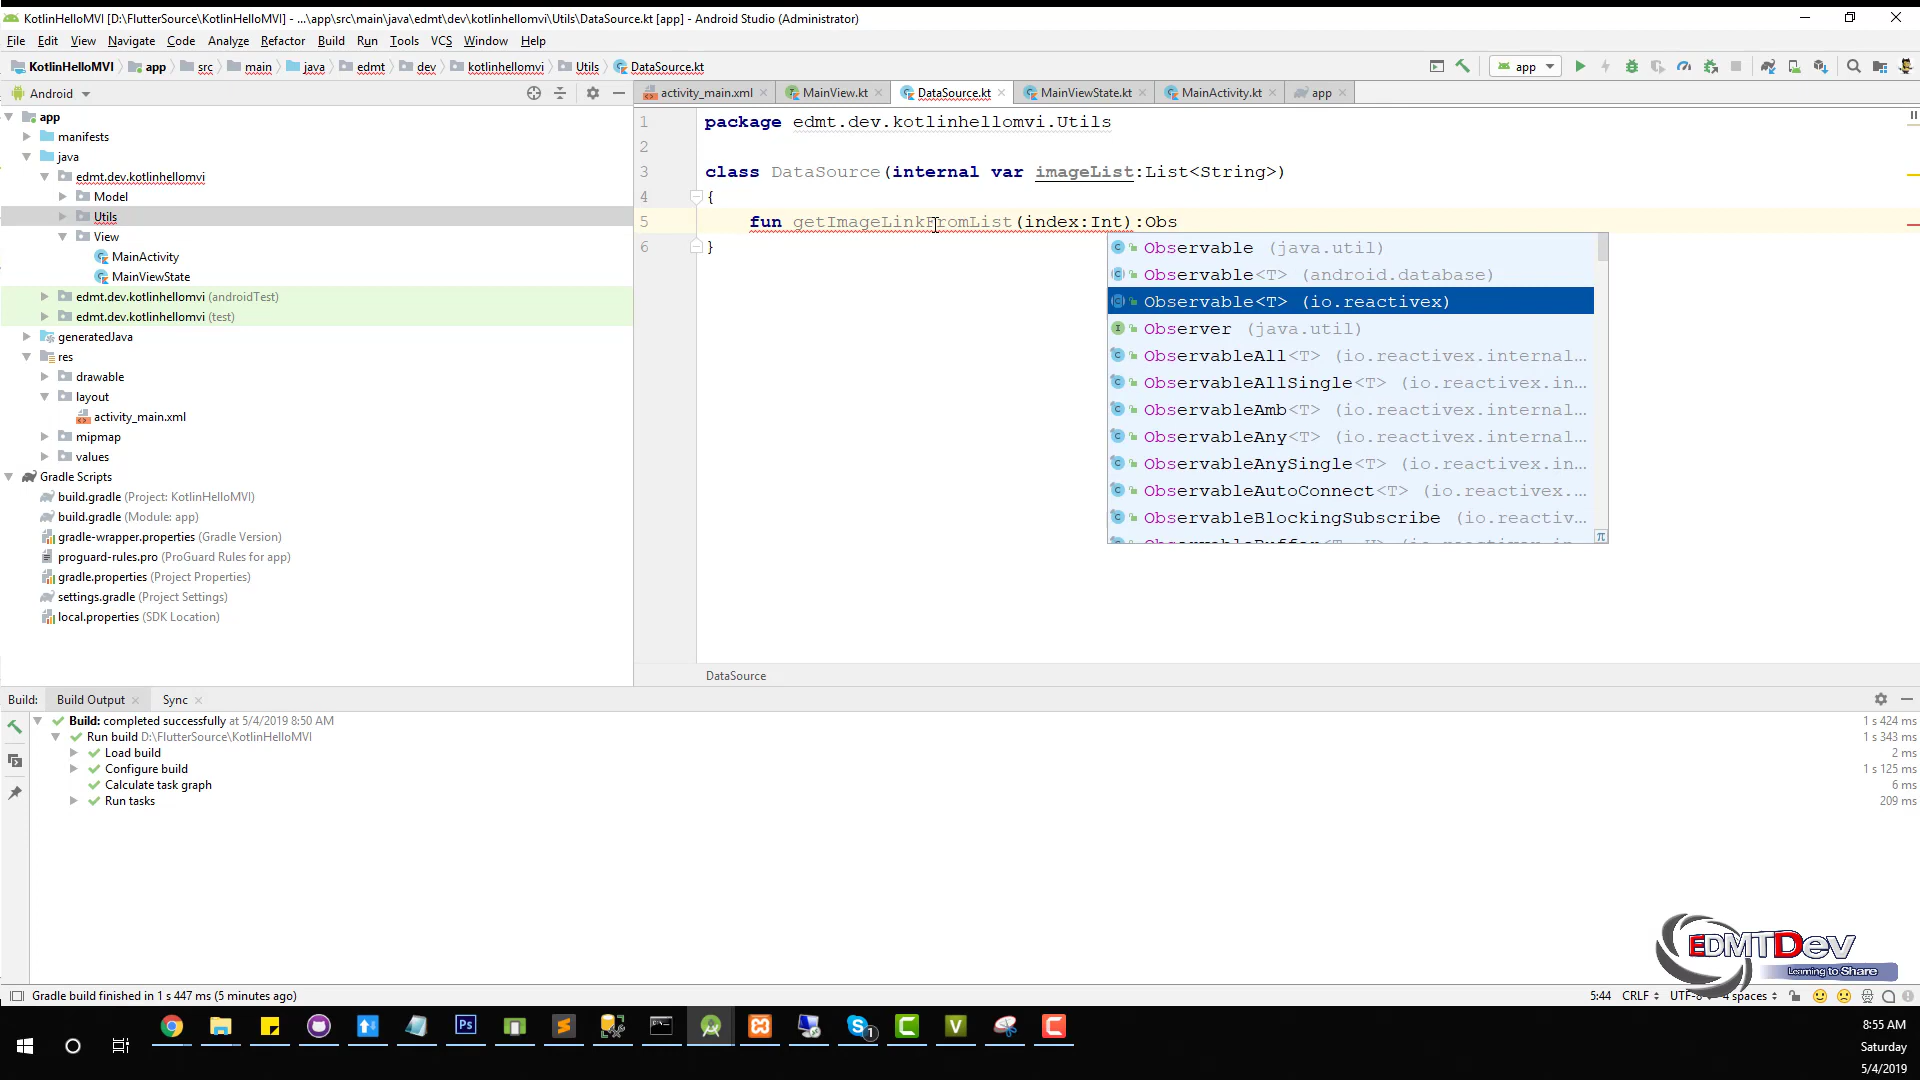 KotlinHelloMVI [D:\FlutterSource\KotlinHelloMVI] - ...\app\src\main\java\edmt\dev\kotlinhellomvi\Utils\DataSource.kt [app] - Android Studio (Administrator)
File Edit View Navigate Code Analyze Refactor Build Run Tools VCS Window Help
KotlinHelloMVI app src main java edmt dev kotlinhellomvi Utils DataSource.kt
app
Android
activity_main.xml MainView.kt DataSource.kt MainViewState.kt MainActivity.kt app
app
manifests
java
edmt.dev.kotlinhellomvi
Model
Utils
View
MainActivity
MainViewState
edmt.dev.kotlinhellomvi (androidTest)
edmt.dev.kotlinhellomvi (test)
generatedJava
res
drawable
layout
activity_main.xml
mipmap
values
Gradle Scripts
build.gradle (Project: KotlinHelloMVI)
build.gradle (Module: app)
gradle-wrapper.properties (Gradle Version)
proguard-rules.pro (ProGuard Rules for app)
gradle.properties (Project Properties)
settings.gradle (Project Settings)
local.properties (SDK Location)
1 package edmt.dev.kotlinhellomvi.Utils
2
3 class DataSource(internal var imageList:List<String>)
4 {
5 fun getImageLinkFromList(index:Int):Obs
6 }
Observable (java.util)
Observable<T> (android.database)
Observable<T> (io.reactivex)
Observer (java.util)
ObservableAll<T> (io.reactivex.internal...
ObservableAllSingle<T> (io.reactivex.in...
ObservableAmb<T> (io.reactivex.internal...
ObservableAny<T> (io.reactivex.internal...
ObservableAnySingle<T> (io.reactivex.in...
ObservableAutoConnect<T> (io.reactivex....
ObservableBlockingSubscribe (io.reactiv...
π
DataSource
Build: Build Output Sync
Build: completed successfully at 5/4/2019 8:50 AM 1 s 424 ms
Run build D:\FlutterSource\KotlinHelloMVI 1 s 343 ms
Load build 2 ms
Configure build 1 s 125 ms
Calculate task graph 6 ms
Run tasks 209 ms
EDMTDev
Learning to Share
Gradle build finished in 1 s 447 ms (5 minutes ago) 5:44 CRLF UTF-8 4 spaces
8:55 AM
Saturday
5/4/2019